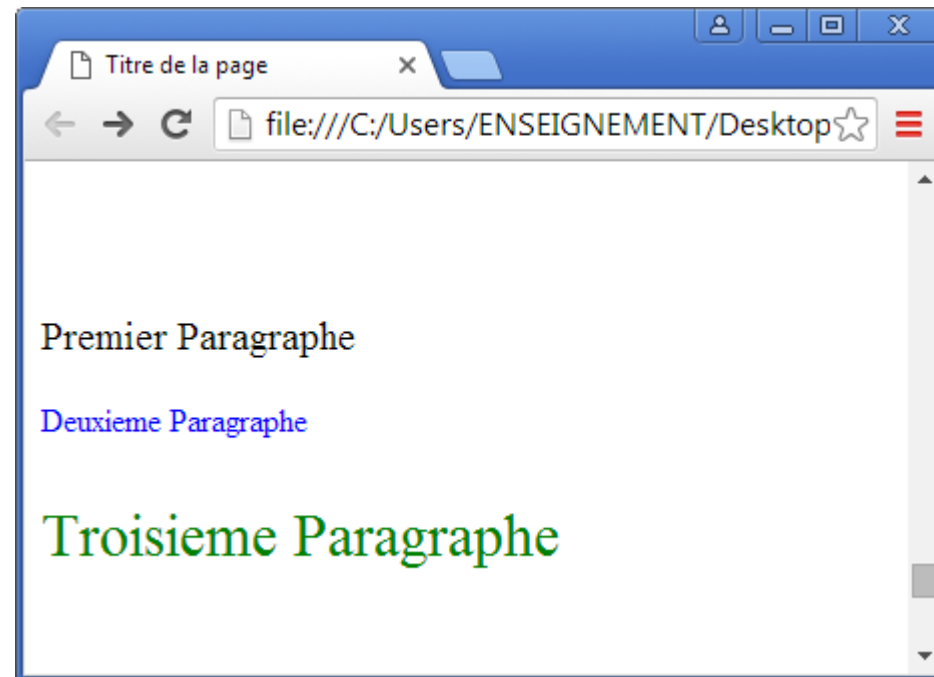 Titre de la page
file:///C:/Users/ENSEIGNEMENT/Desktop
Premier Paragraphe
Deuxieme Paragraphe
Troisieme Paragraphe